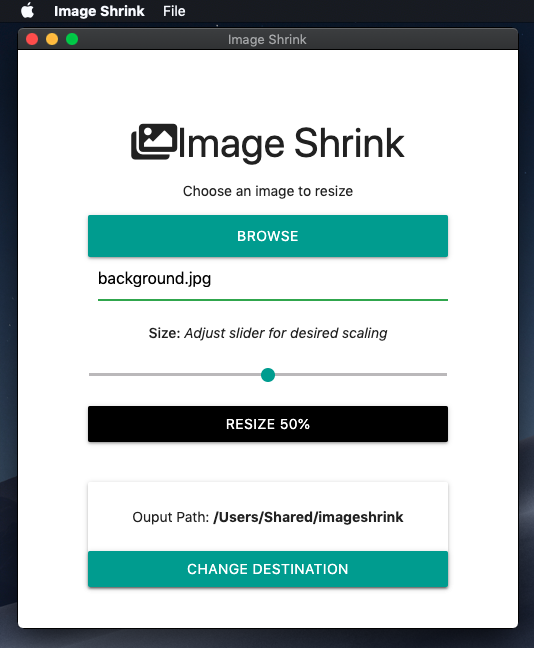 Image Shrink File
Image Shrink
Image Shrink
Choose an image to resize
BROWSE
background.jpg
Size: Adjust slider for desired scaling
RESIZE 50%
Ouput Path: /Users/Shared/imageshrink
CHANGE DESTINATION